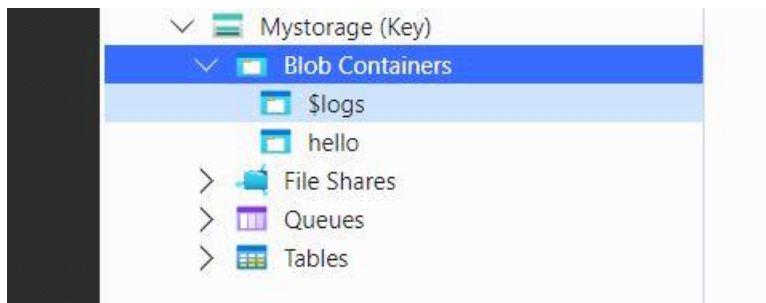 Mystorage (Key)
Blob Containers
$logs
hello
File Shares
Queues
Tables